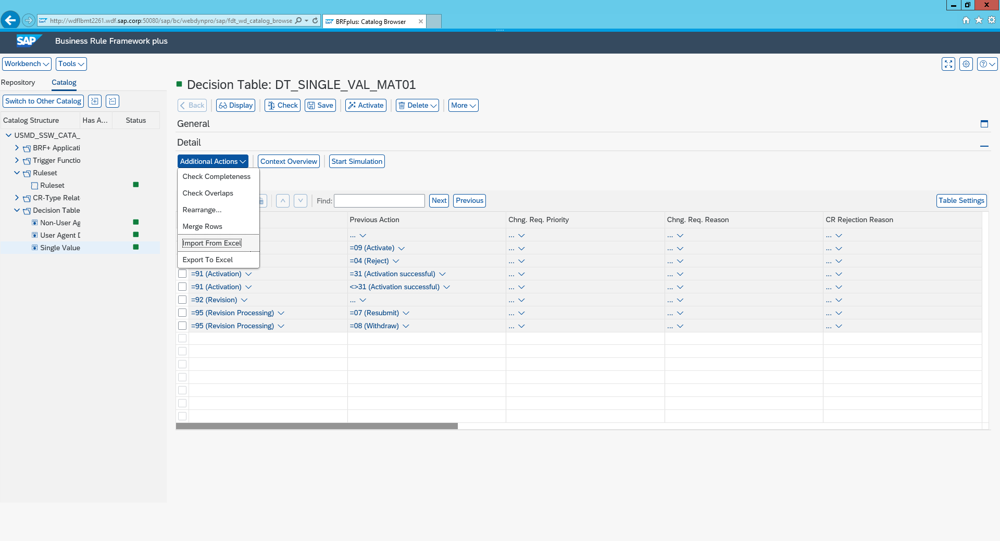 http://wdflbmt2261.wdf.sap.corp:50080/sap/bc/webdynpro/sap/fdt_wd_catalog_browse
BRFplus: Catalog Browser
SAP Business Rule Framework plus
Workbench Tools
Repository Catalog
Switch to Other Catalog
Catalog Structure Has A... Status
USMD_SSW_CATA_
BRF+ Applicati
Trigger Functio
Ruleset
Ruleset
CR-Type Relat
Decision Table
Non-User Ag
User Agent D
Single Value
Decision Table: DT_SINGLE_VAL_MAT01
Back Display Check Save Activate Delete More
General
Detail
Additional Actions Context Overview Start Simulation
Check Completeness
Check Overlaps
Rearrange...
Merge Rows
Import From Excel
Export To Excel
Find: Next Previous Table Settings
Previous Action Chng. Req. Priority Chng. Req. Reason CR Rejection Reason
... ... ... ...
=09 (Activate) ... ... ...
=04 (Reject) ... ... ...
=91 (Activation) =31 (Activation successful) ... ... ...
=91 (Activation) <>31 (Activation successful) ... ... ...
=92 (Revision) ... ... ... ...
=95 (Revision Processing) =07 (Resubmit) ... ... ...
=95 (Revision Processing) =08 (Withdraw) ... ... ...